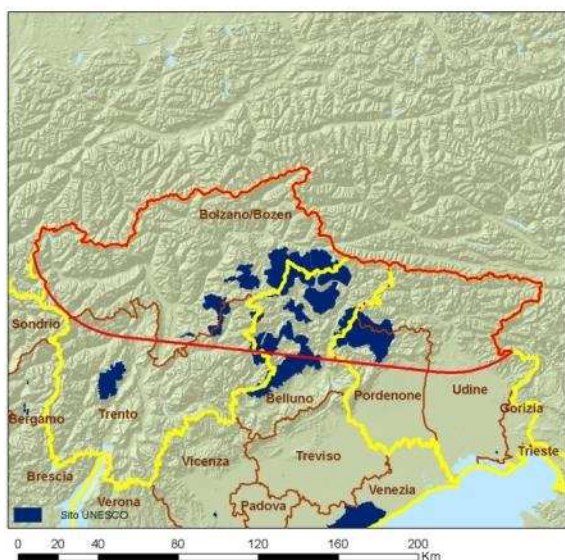 Bolzano/Bozen
Sondrio
Udine
Bergamo
Trento
Belluno
Pordenone
Gorizia
Trieste
Brescia
Vicenza
Treviso
Verona
Padova
Venezia
Sito UNESCO
0 20 40 80 120 160 200
Km